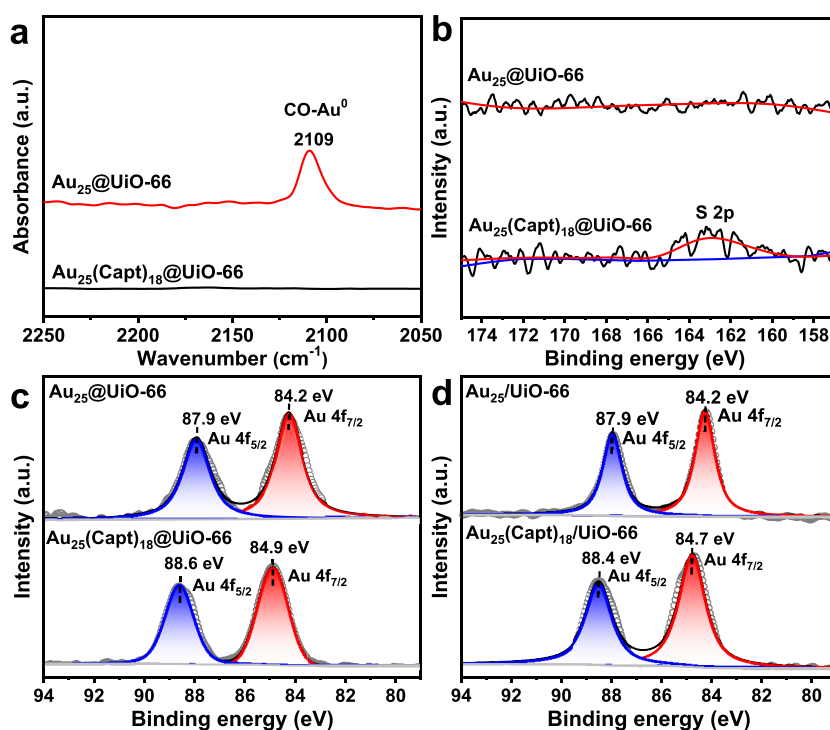 a
CO-Au⁰
2109
Au₂₅@UiO-66
Au₂₅(Capt)₁₈@UiO-66
Absorbance (a.u.)
2250 2200 2150 2100 2050
Wavenumber (cm⁻¹)
b
Au₂₅@UiO-66
Au₂₅(Capt)₁₈@UiO-66
S 2p
Intensity (a.u.)
174 172 170 168 166 164 162 160 158
Binding energy (eV)
c
Au₂₅@UiO-66
87.9 eV
Au 4f₅/₂
84.2 eV
Au 4f₇/₂
Au₂₅(Capt)₁₈@UiO-66
88.6 eV
Au 4f₅/₂
84.9 eV
Au 4f₇/₂
Intensity (a.u.)
94 92 90 88 86 84 82 80
Binding energy (eV)
d
Au₂₅/UiO-66
87.9 eV
Au 4f₅/₂
84.2 eV
Au 4f₇/₂
Au₂₅(Capt)₁₈/UiO-66
88.4 eV
Au 4f₅/₂
84.7 eV
Au 4f₇/₂
Intensity (a.u.)
94 92 90 88 86 84 82 80
Binding energy (eV)